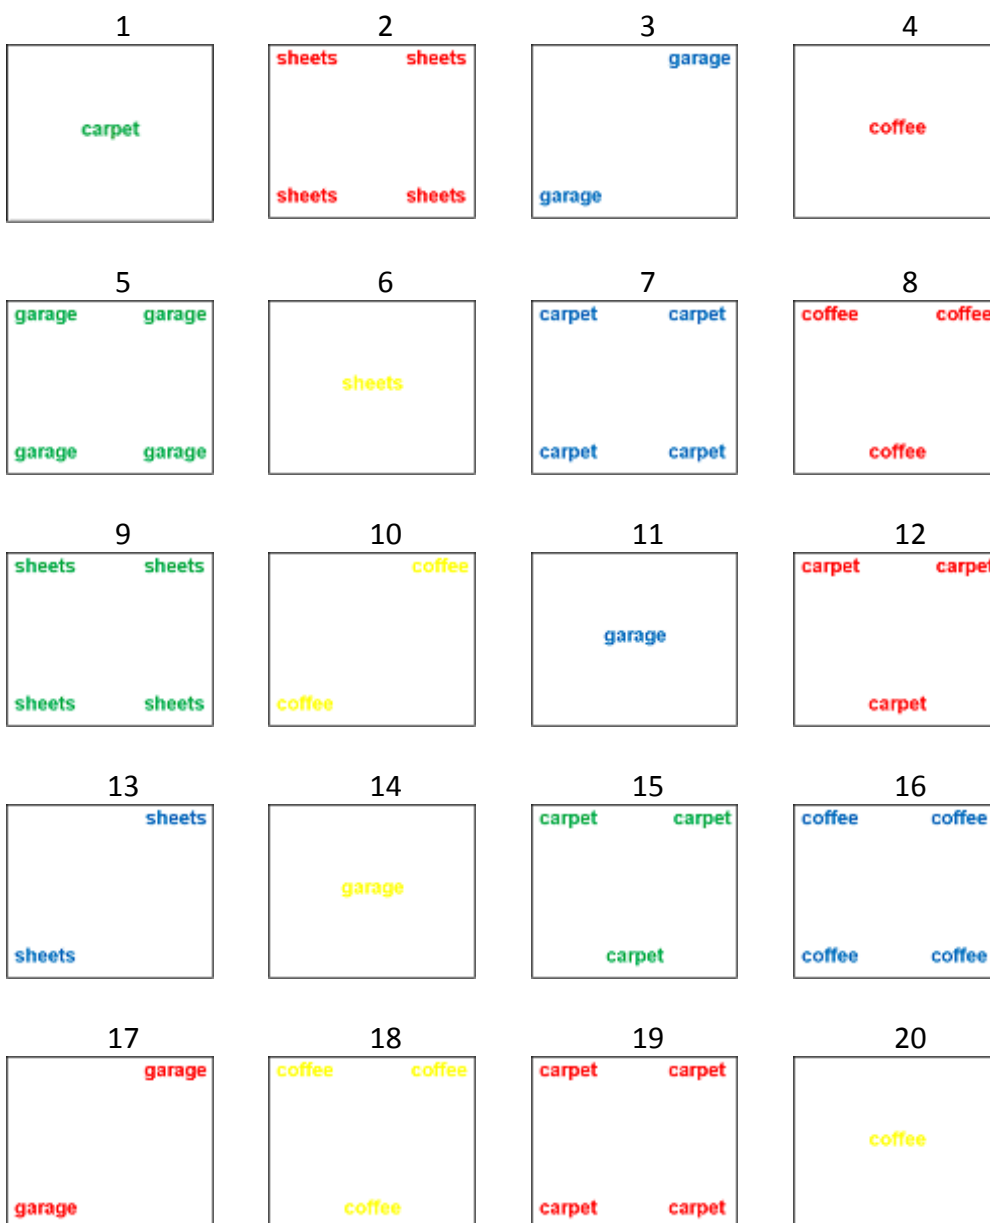 1 2 3 4
sheets sheets garage
carpet coffee
sheets sheets garage
5 6 7 8
garage garage carpet carpet coffee coffee
sheets
garage garage carpet carpet coffee
9 10 11 12
sheets sheets coffee carpet carpet
garage
sheets sheets coffee carpet
13 14 15 16
sheets carpet carpet coffee coffee
garage
sheets carpet coffee coffee
17 18 19 20
garage coffee coffee carpet carpet
coffee
garage coffee carpet carpet